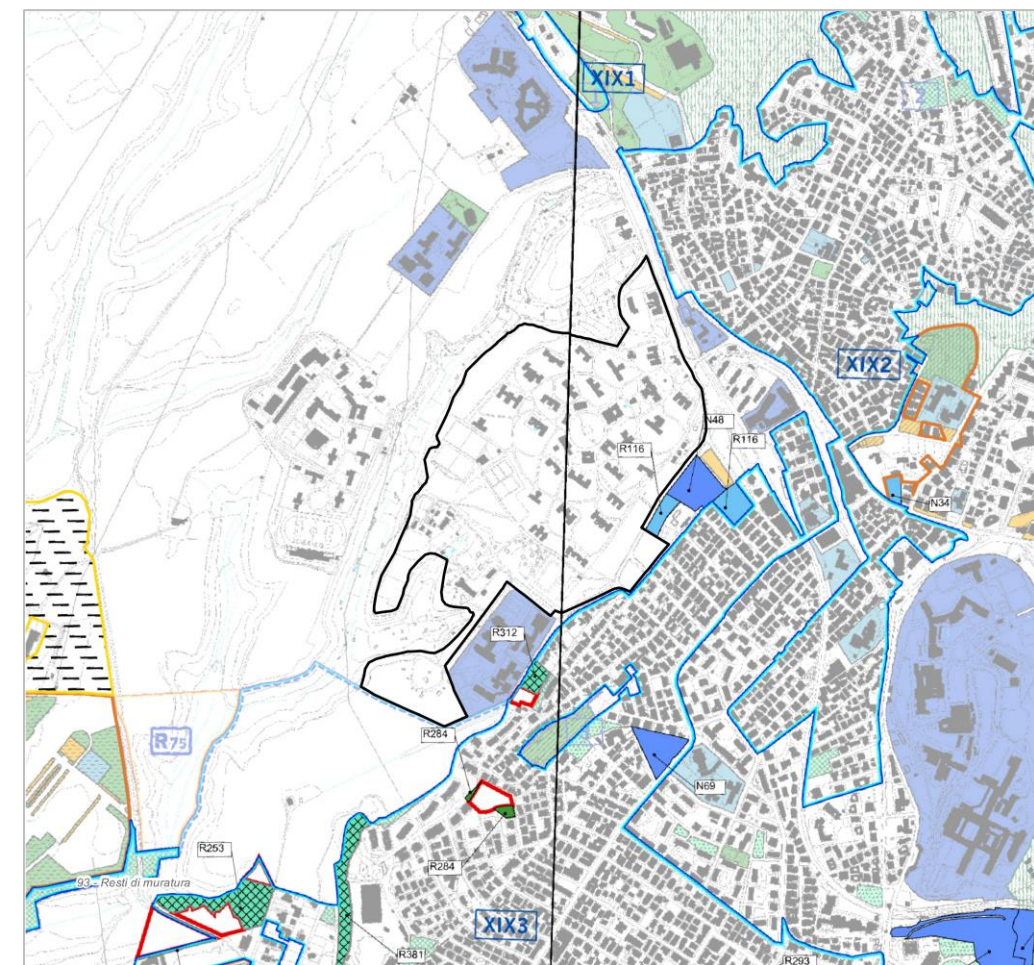 XIX1
XIX2
N48
R116
R116
N34
R312
R75
R284
N69
R253
R284
93 - Resti di muratura
XIX3
R381
R293